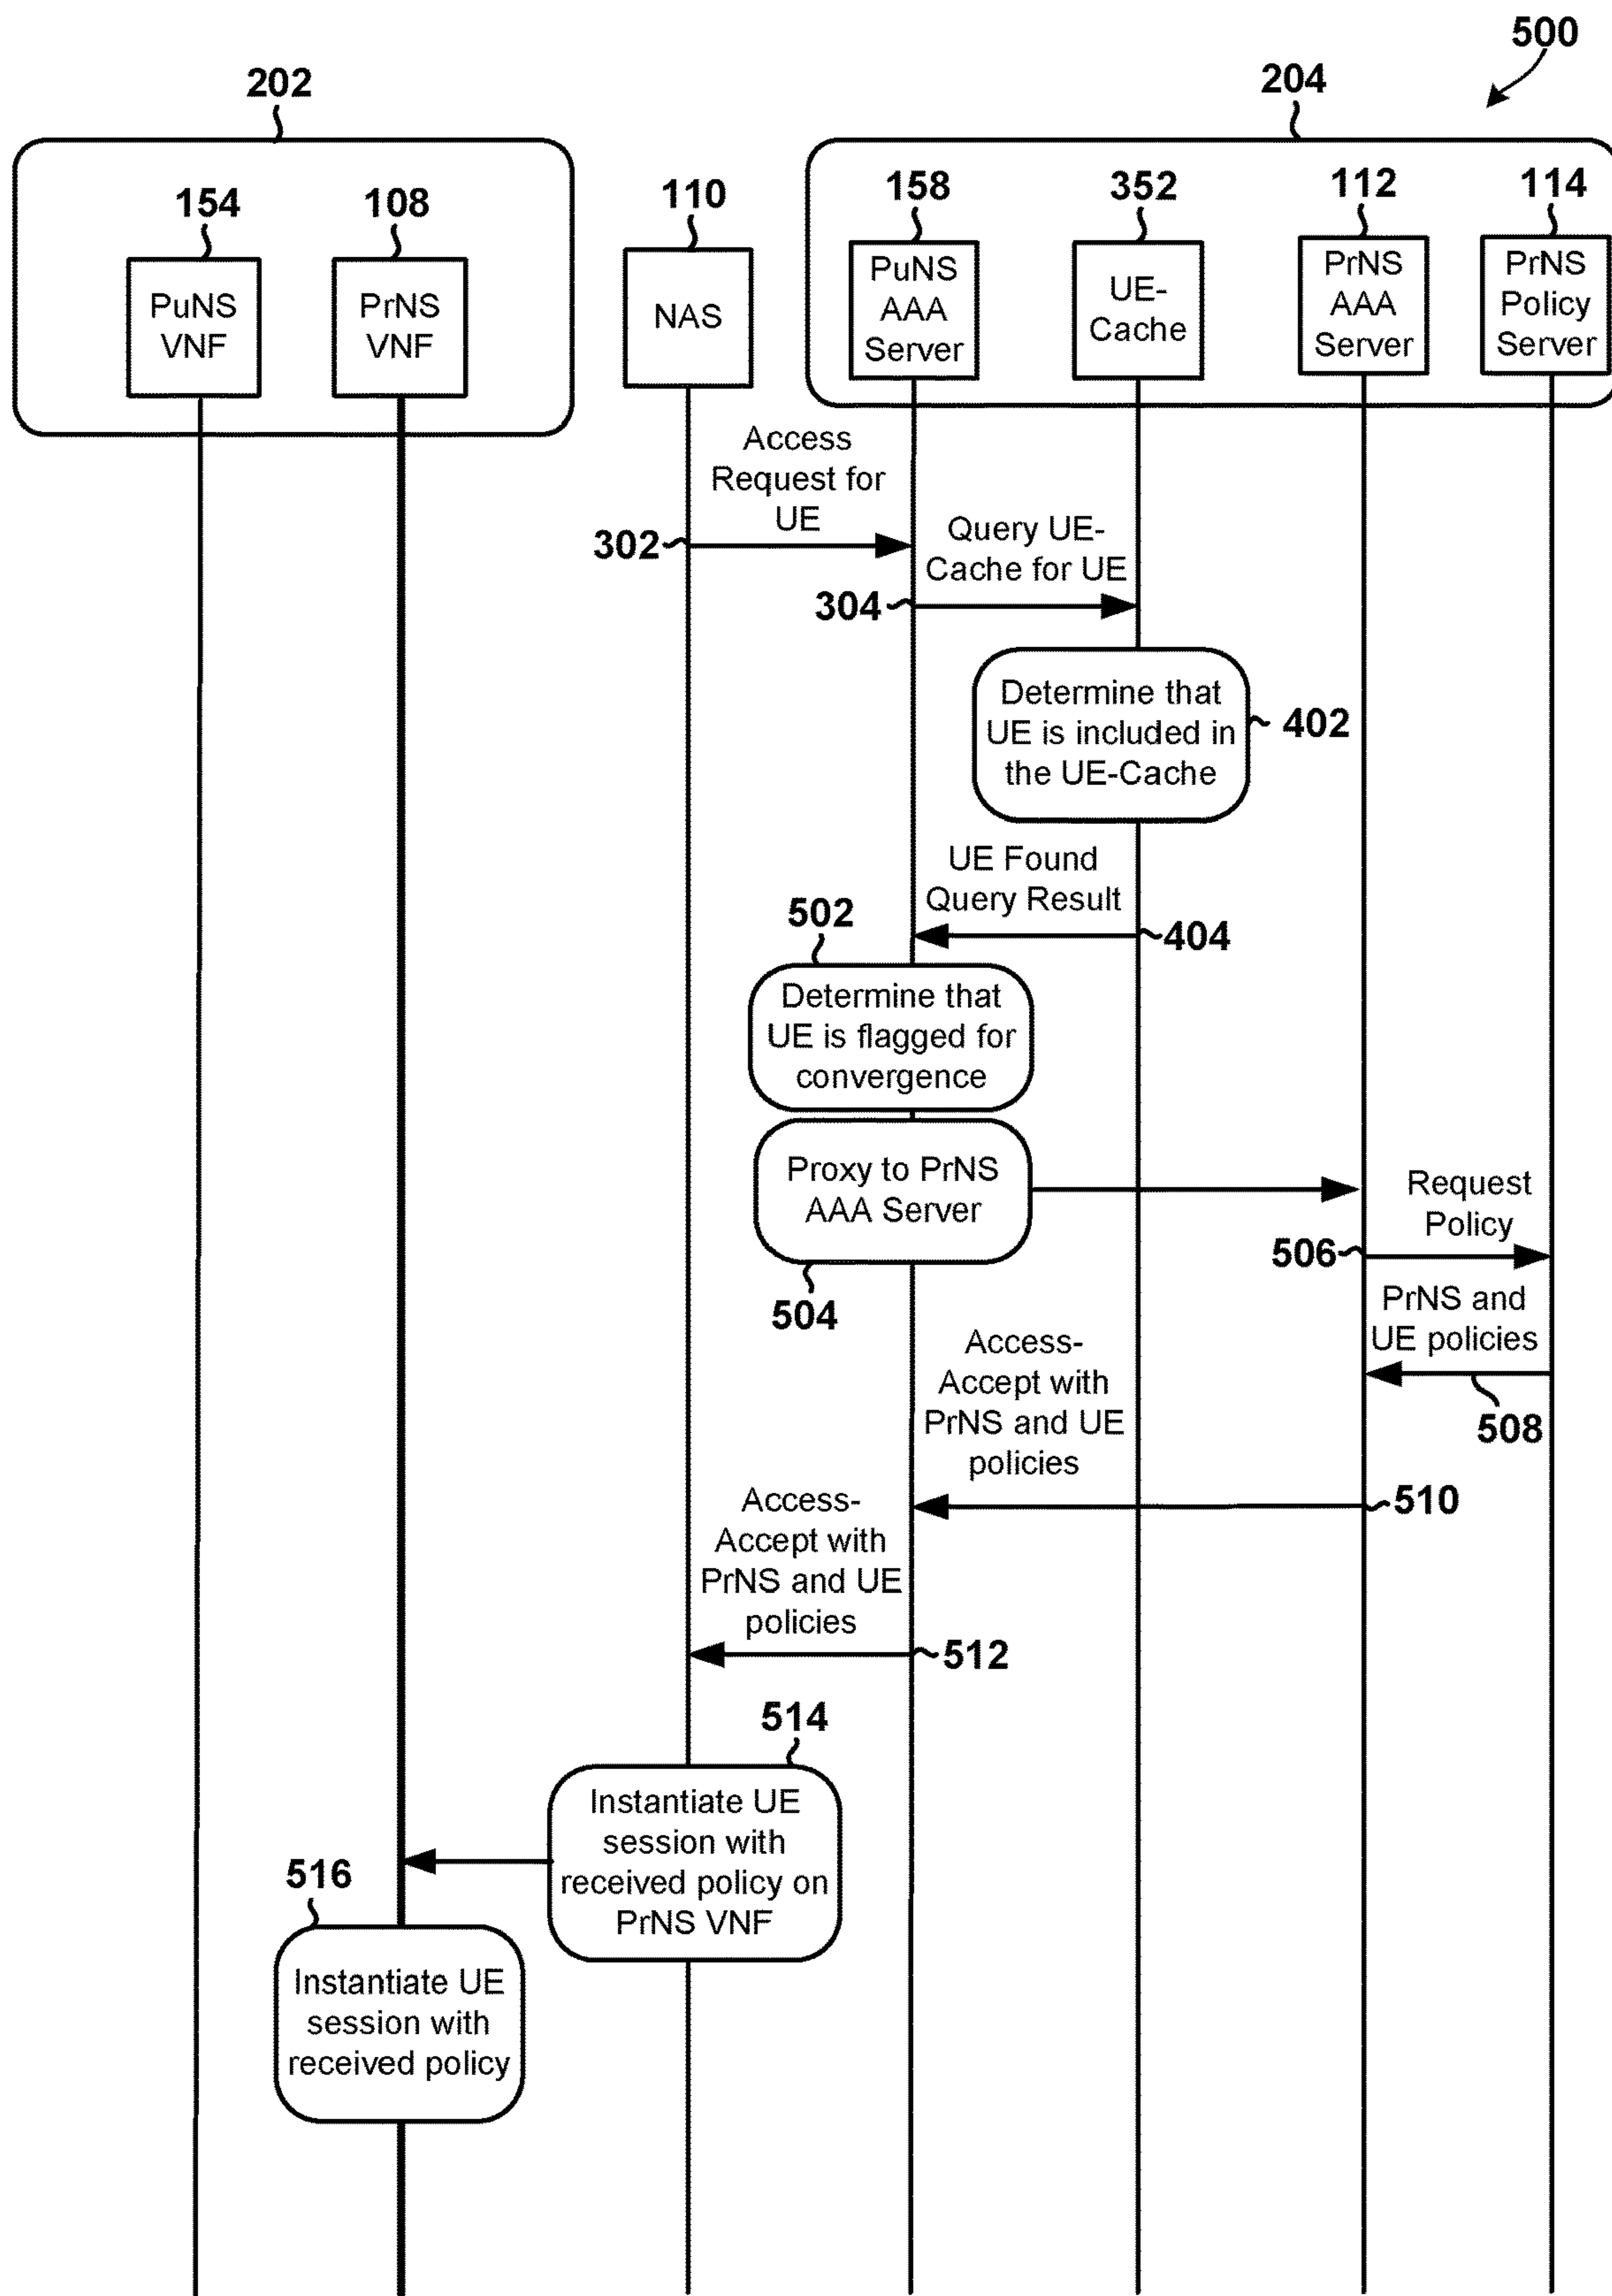 500
202
204
154
108
110
158
352
112
114
PuNS
VNF
PrNS
VNF
NAS
PuNS
AAA
Server
UE-
Cache
PrNS
AAA
Server
PrNS
Policy
Server
Access
Request for
UE
302
Query UE-
Cache for UE
304
Determine that
UE is included in
the UE-Cache
402
UE Found
Query Result
404
502
Determine that
UE is flagged for
convergence
Proxy to PrNS
AAA Server
504
Request
Policy
506
PrNS and
UE policies
508
Access-
Accept with
PrNS and UE
policies
510
Access-
Accept with
PrNS and UE
policies
512
514
Instantiate UE
session with
received policy on
PrNS VNF
516
Instantiate UE
session with
received policy